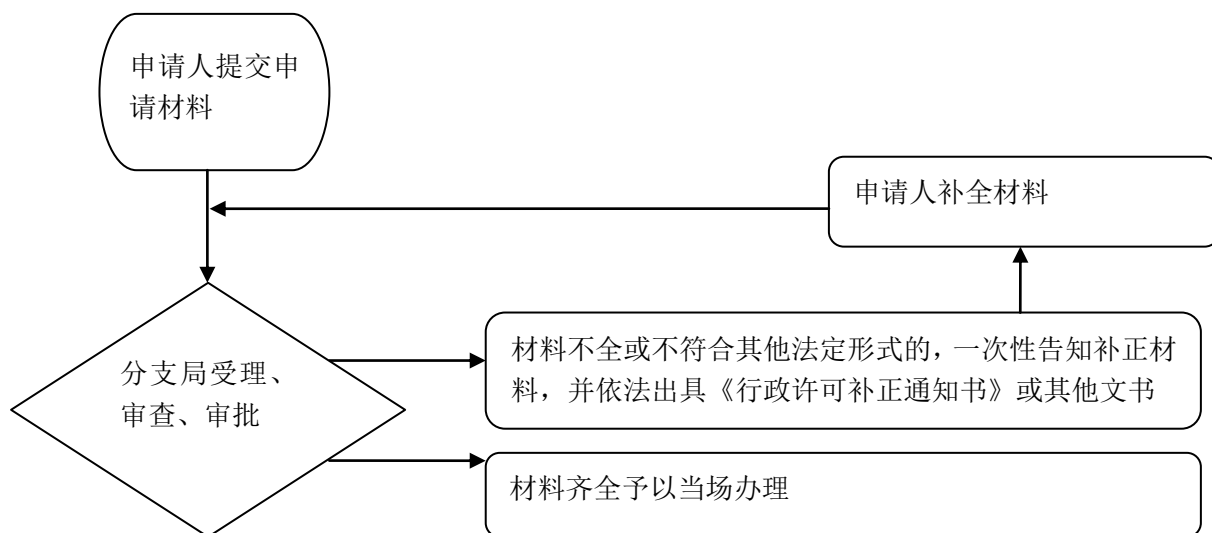 申请人提交申
请材料
申请人补全材料
分支局受理、
审查、审批
材料不全或不符合其他法定形式的，一次性告知补正材
料，并依法出具《行政许可补正通知书》或其他文书
材料齐全予以当场办理